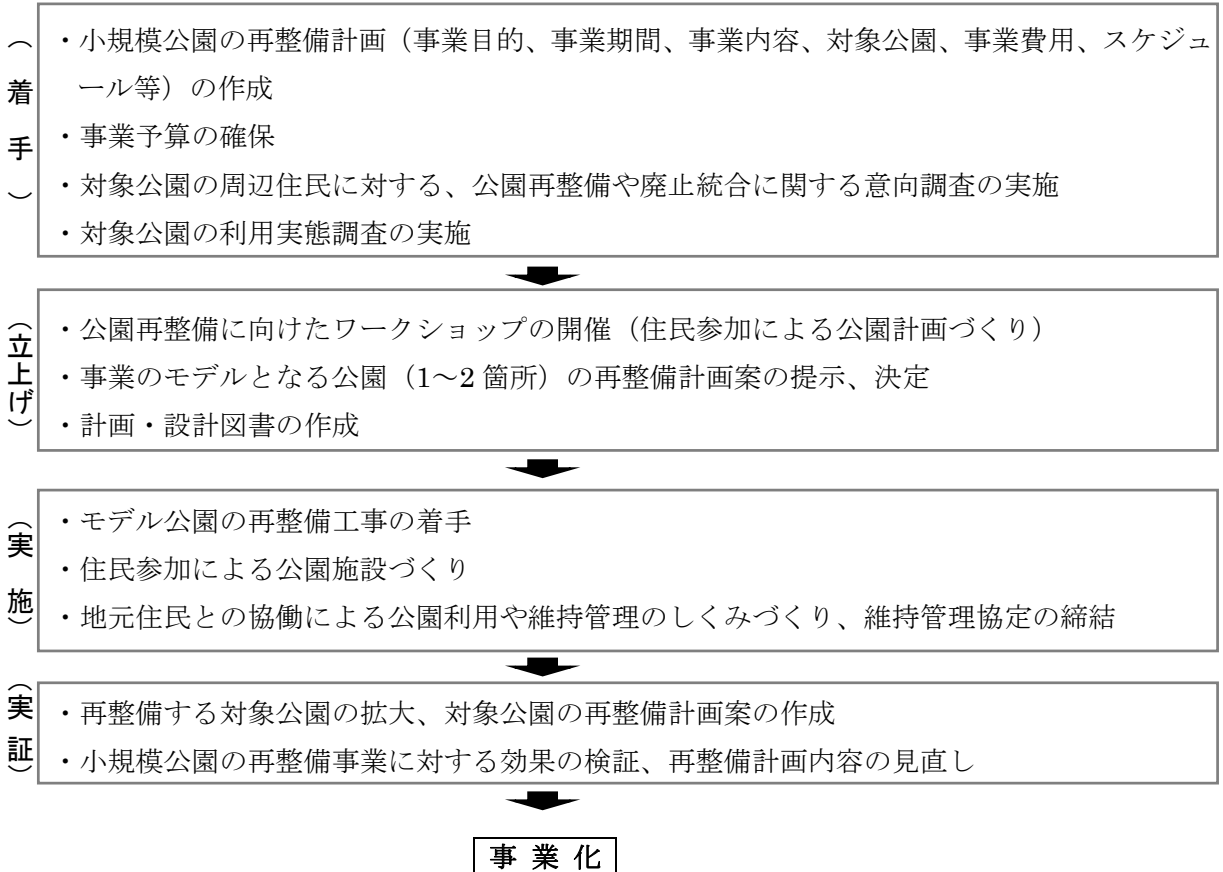 （着手）
・小規模公園の再整備計画（事業目的、事業期間、事業内容、対象公園、事業費用、スケジュ
ール等）の作成
・事業予算の確保
・対象公園の周辺住民に対する、公園再整備や廃止統合に関する意向調査の実施
・対象公園の利用実態調査の実施
（立上げ）
・公園再整備に向けたワークショップの開催（住民参加による公園計画づくり）
・事業のモデルとなる公園（1～2 箇所）の再整備計画案の提示、決定
・計画・設計図書の作成
（実施）
・モデル公園の再整備工事の着手
・住民参加による公園施設づくり
・地元住民との協働による公園利用や維持管理のしくみづくり、維持管理協定の締結
（実証）
・再整備する対象公園の拡大、対象公園の再整備計画案の作成
・小規模公園の再整備事業に対する効果の検証、再整備計画内容の見直し
事 業 化